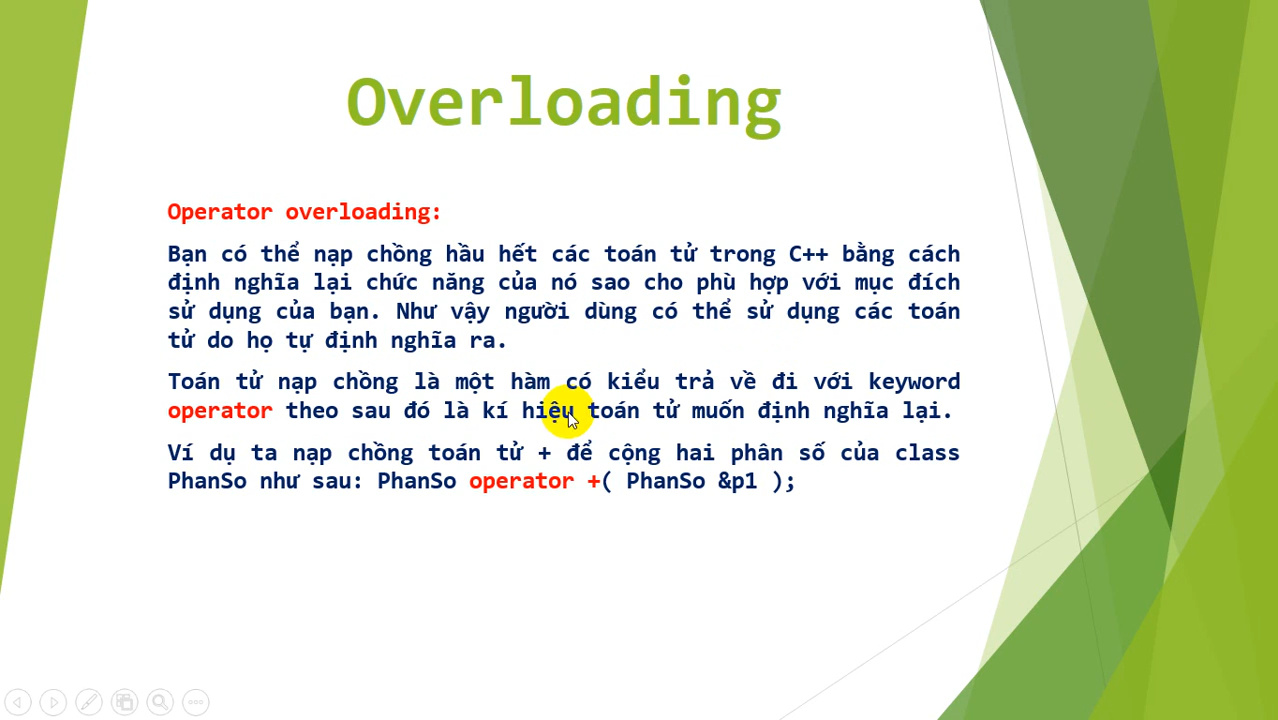 Overloading
Operator overloading:
Bạn có thể nạp chồng hầu hết các toán tử trong C++ bằng cách
định nghĩa lại chức năng của nó sao cho phù hợp với mục đích
sử dụng của bạn. Như vậy người dùng có thể sử dụng các toán
tử do họ tự định nghĩa ra.
Toán tử nạp chồng là một hàm có kiểu trả về đi với keyword
operator theo sau đó là kí hiệu toán tử muốn định nghĩa lại.
Ví dụ ta nạp chồng toán tử + để cộng hai phân số của class
PhanSo như sau: PhanSo operator +( PhanSo &p1 );